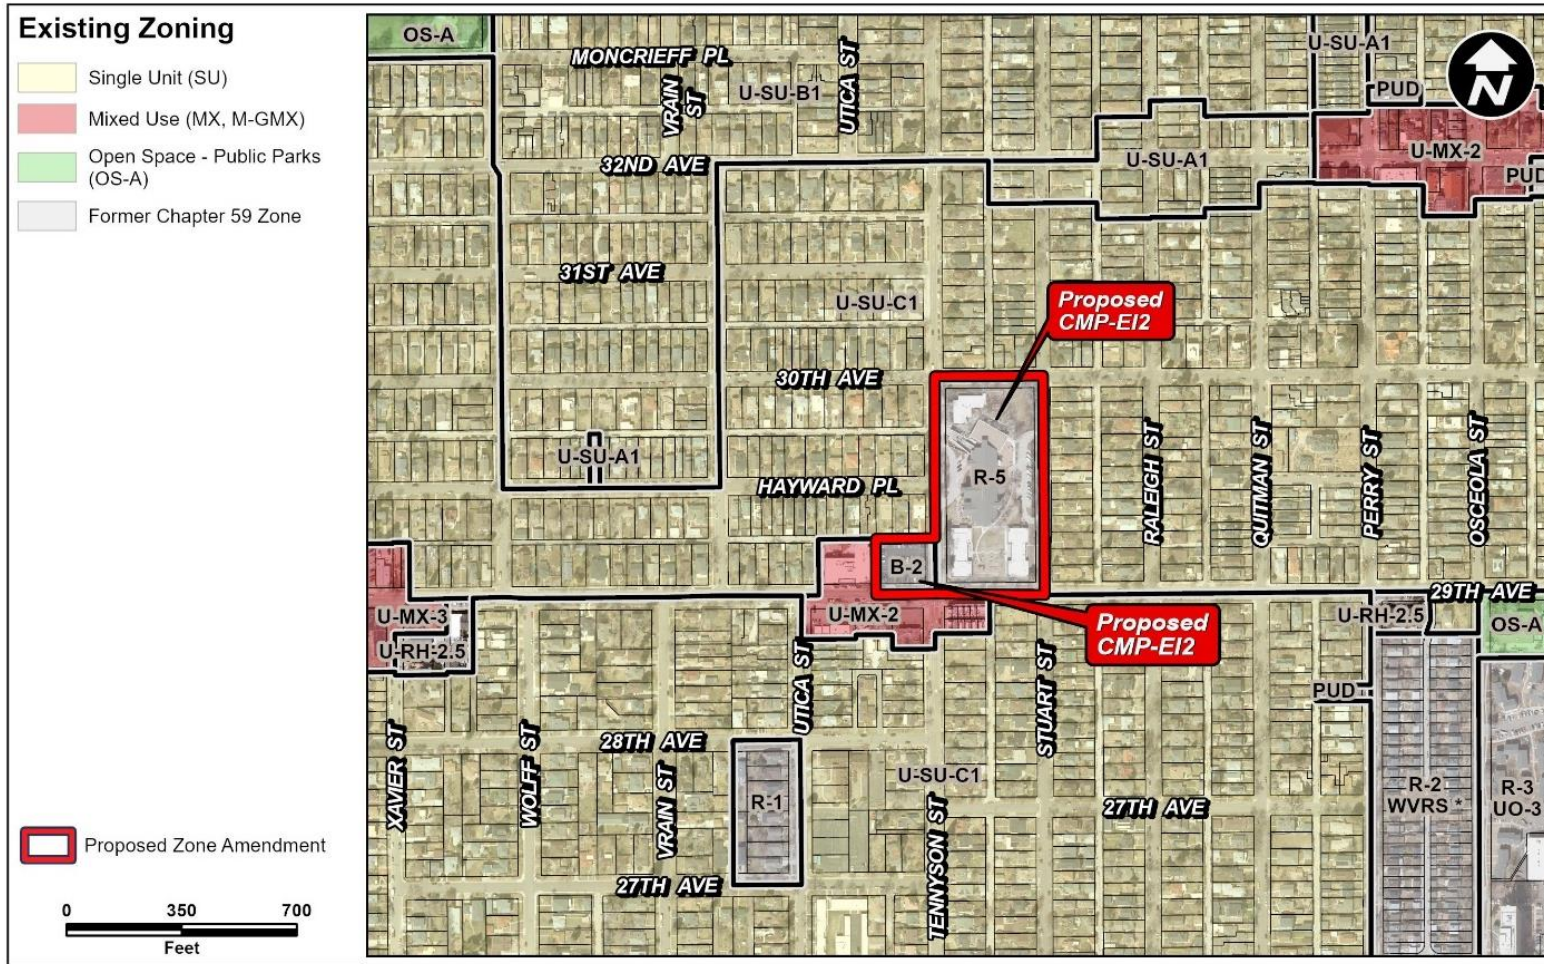 Existing Zoning
Single Unit (SU)
Mixed Use (MX, M-GMX)
Open Space - Public Parks
(OS-A)
Former Chapter 59 Zone
Proposed Zone Amendment
0 350 700
Feet
OS-A
MONCRIEFF PL
VRAIN
ST
U-SU-B1
UTICA ST
U-SU-A1
PUD
N
32ND AVE
U-SU-A1
U-MX-2
PUD
31ST AVE
U-SU-C1
Proposed
CMP-EI2
30TH AVE
U-SU-A1
HAYWARD PL
R-5
RALEIGH ST
QUITMAN ST
PERRY ST
OSCEOLA ST
B-2
29TH AVE
U-MX-3
U-MX-2
U-RH-2.5
OS-A
U-RH-2.5
Proposed
CMP-EI2
UTICA ST
STUART ST
PUD
XAVIER ST
WOLFF ST
28TH AVE
VRAIN ST
U-SU-C1
R-1
TENNYSON ST
27TH AVE
R-2
WVRS *
R-3
UO-3
27TH AVE